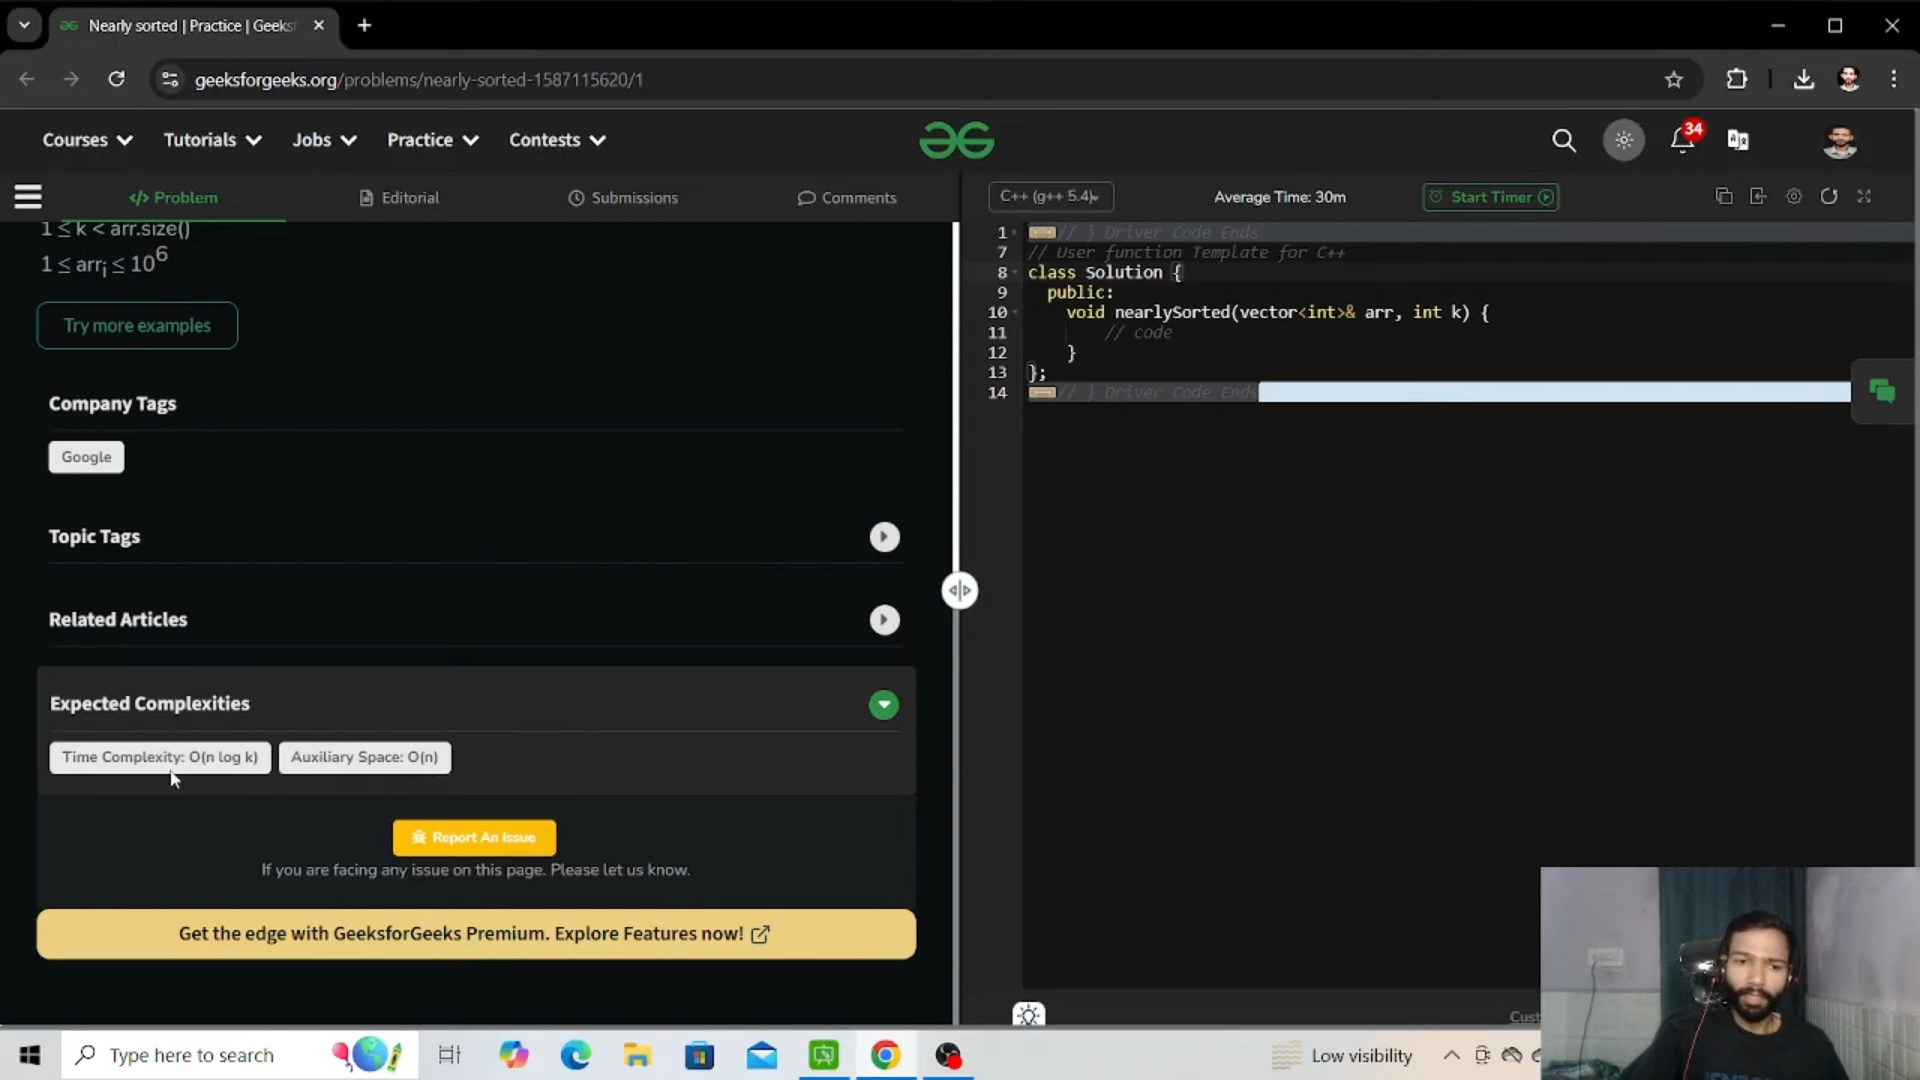 Nearly sorted | Practice | Geeks
geeksforgeeks.org/problems/nearly-sorted-1587115620/1
Courses Tutorials Jobs Practice Contests
34
</> Problem Editorial Submissions Comments
1 ≤ k < arr.size()
1 ≤ arrᵢ ≤ 10⁶
Try more examples
Company Tags
Google
Topic Tags
Related Articles
Expected Complexities
Time Complexity: O(n log k) Auxiliary Space: O(n)
Report An Issue
If you are facing any issue on this page. Please let us know.
Get the edge with GeeksforGeeks Premium. Explore Features now!
C++ (g++ 5.4) Average Time: 30m Start Timer
1 // } Driver Code Ends
7 // User function Template for C++
8 class Solution {
9 public:
10 void nearlySorted(vector<int>& arr, int k) {
11 // code
12 }
13 };
14 // } Driver Code Ends
Type here to search
Low visibility